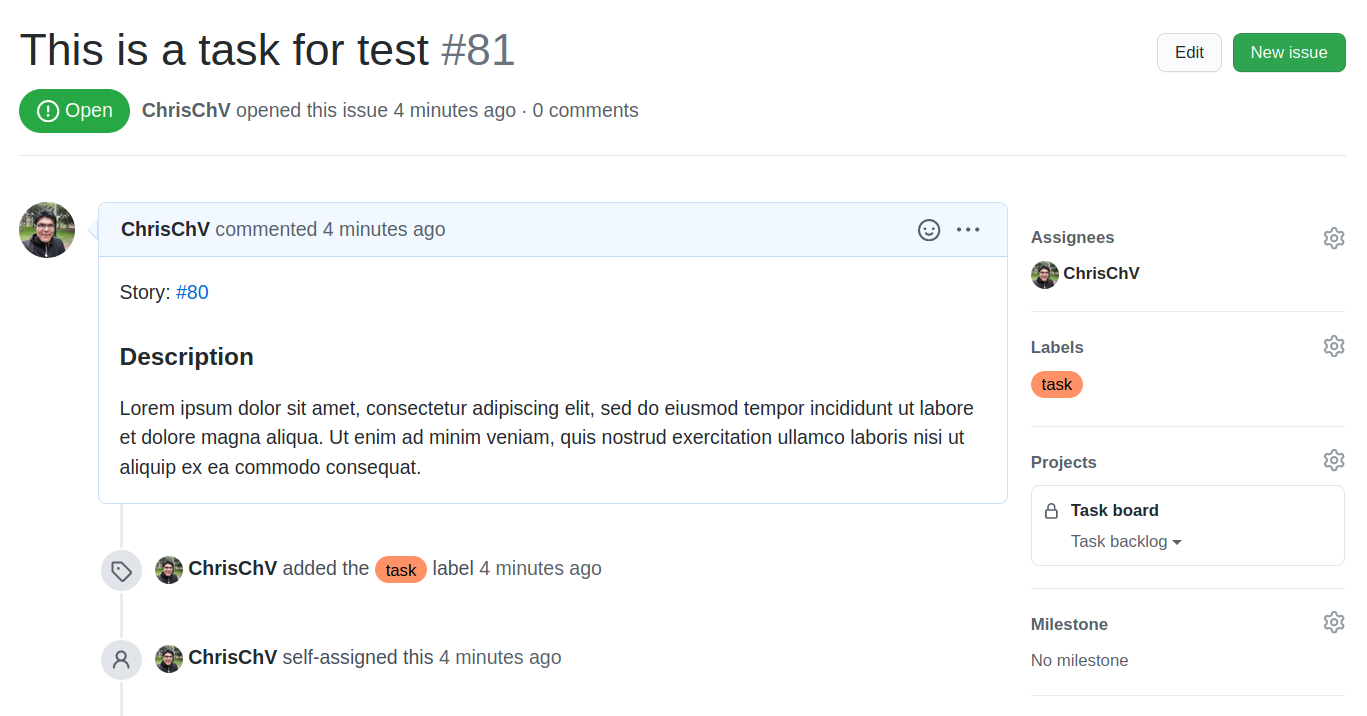 This is a task for test #81
Edit
New issue
Open
ChrisChV opened this issue 4 minutes ago · 0 comments
ChrisChV commented 4 minutes ago
Story: #80
Description
Lorem ipsum dolor sit amet, consectetur adipiscing elit, sed do eiusmod tempor incididunt ut labore
et dolore magna aliqua. Ut enim ad minim veniam, quis nostrud exercitation ullamco laboris nisi ut
aliquip ex ea commodo consequat.
ChrisChV added the task label 4 minutes ago
ChrisChV self-assigned this 4 minutes ago
Assignees
ChrisChV
Labels
task
Projects
Task board
Task backlog
Milestone
No milestone